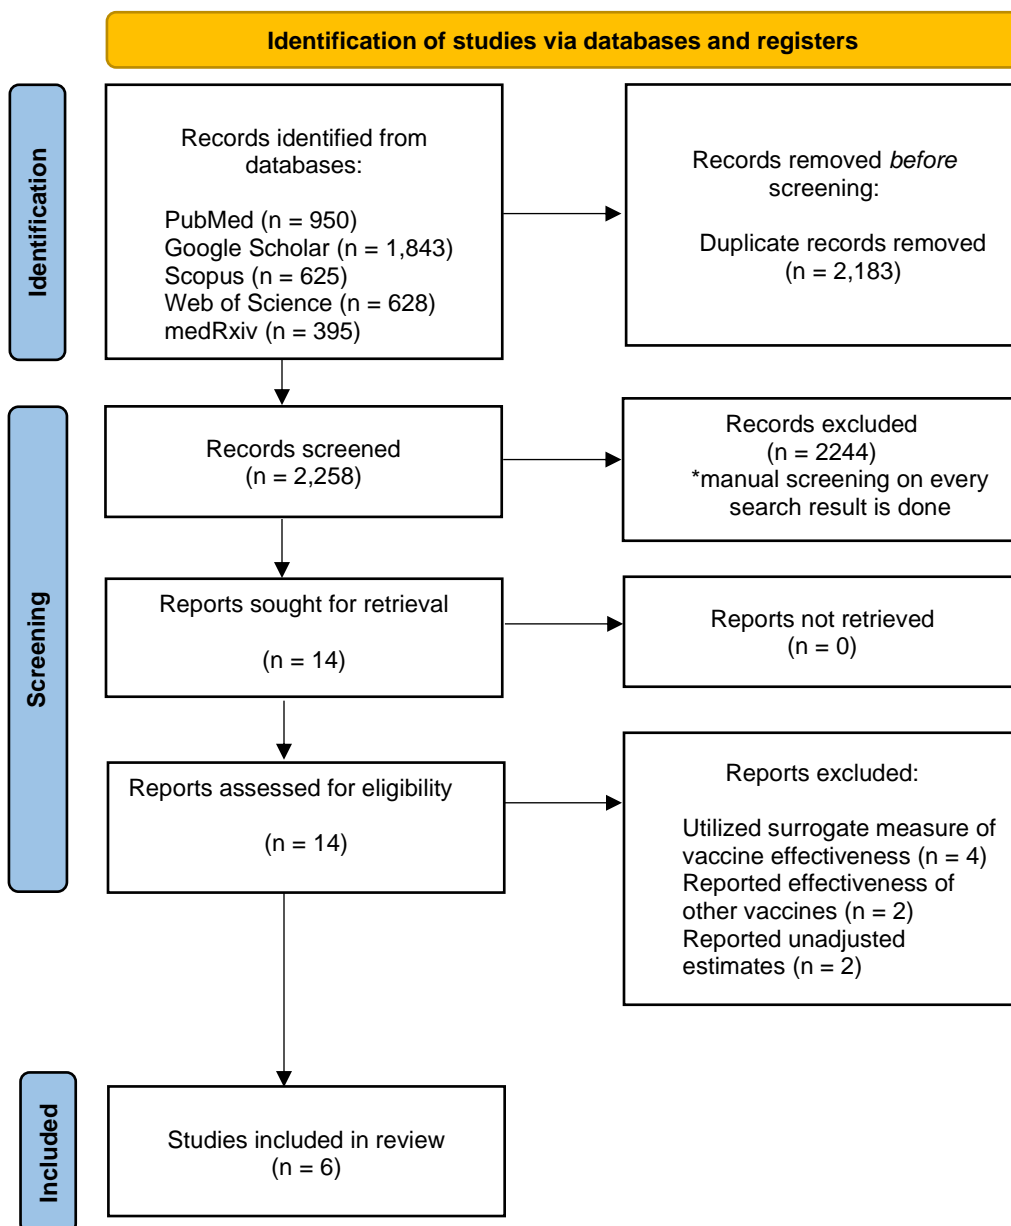 Identification of studies via databases and registers
Identification
Records identified from
databases:
PubMed (n = 950)
Google Scholar (n = 1,843)
Scopus (n = 625)
Web of Science (n = 628)
medRxiv (n = 395)
Records removed before
screening:
Duplicate records removed
(n = 2,183)
Screening
Records screened
(n = 2,258)
Records excluded
(n = 2244)
*manual screening on every
search result is done
Reports sought for retrieval
(n = 14)
Reports not retrieved
(n = 0)
Reports assessed for eligibility
(n = 14)
Reports excluded:
Utilized surrogate measure of
vaccine effectiveness (n = 4)
Reported effectiveness of
other vaccines (n = 2)
Reported unadjusted
estimates (n = 2)
Included
Studies included in review
(n = 6)